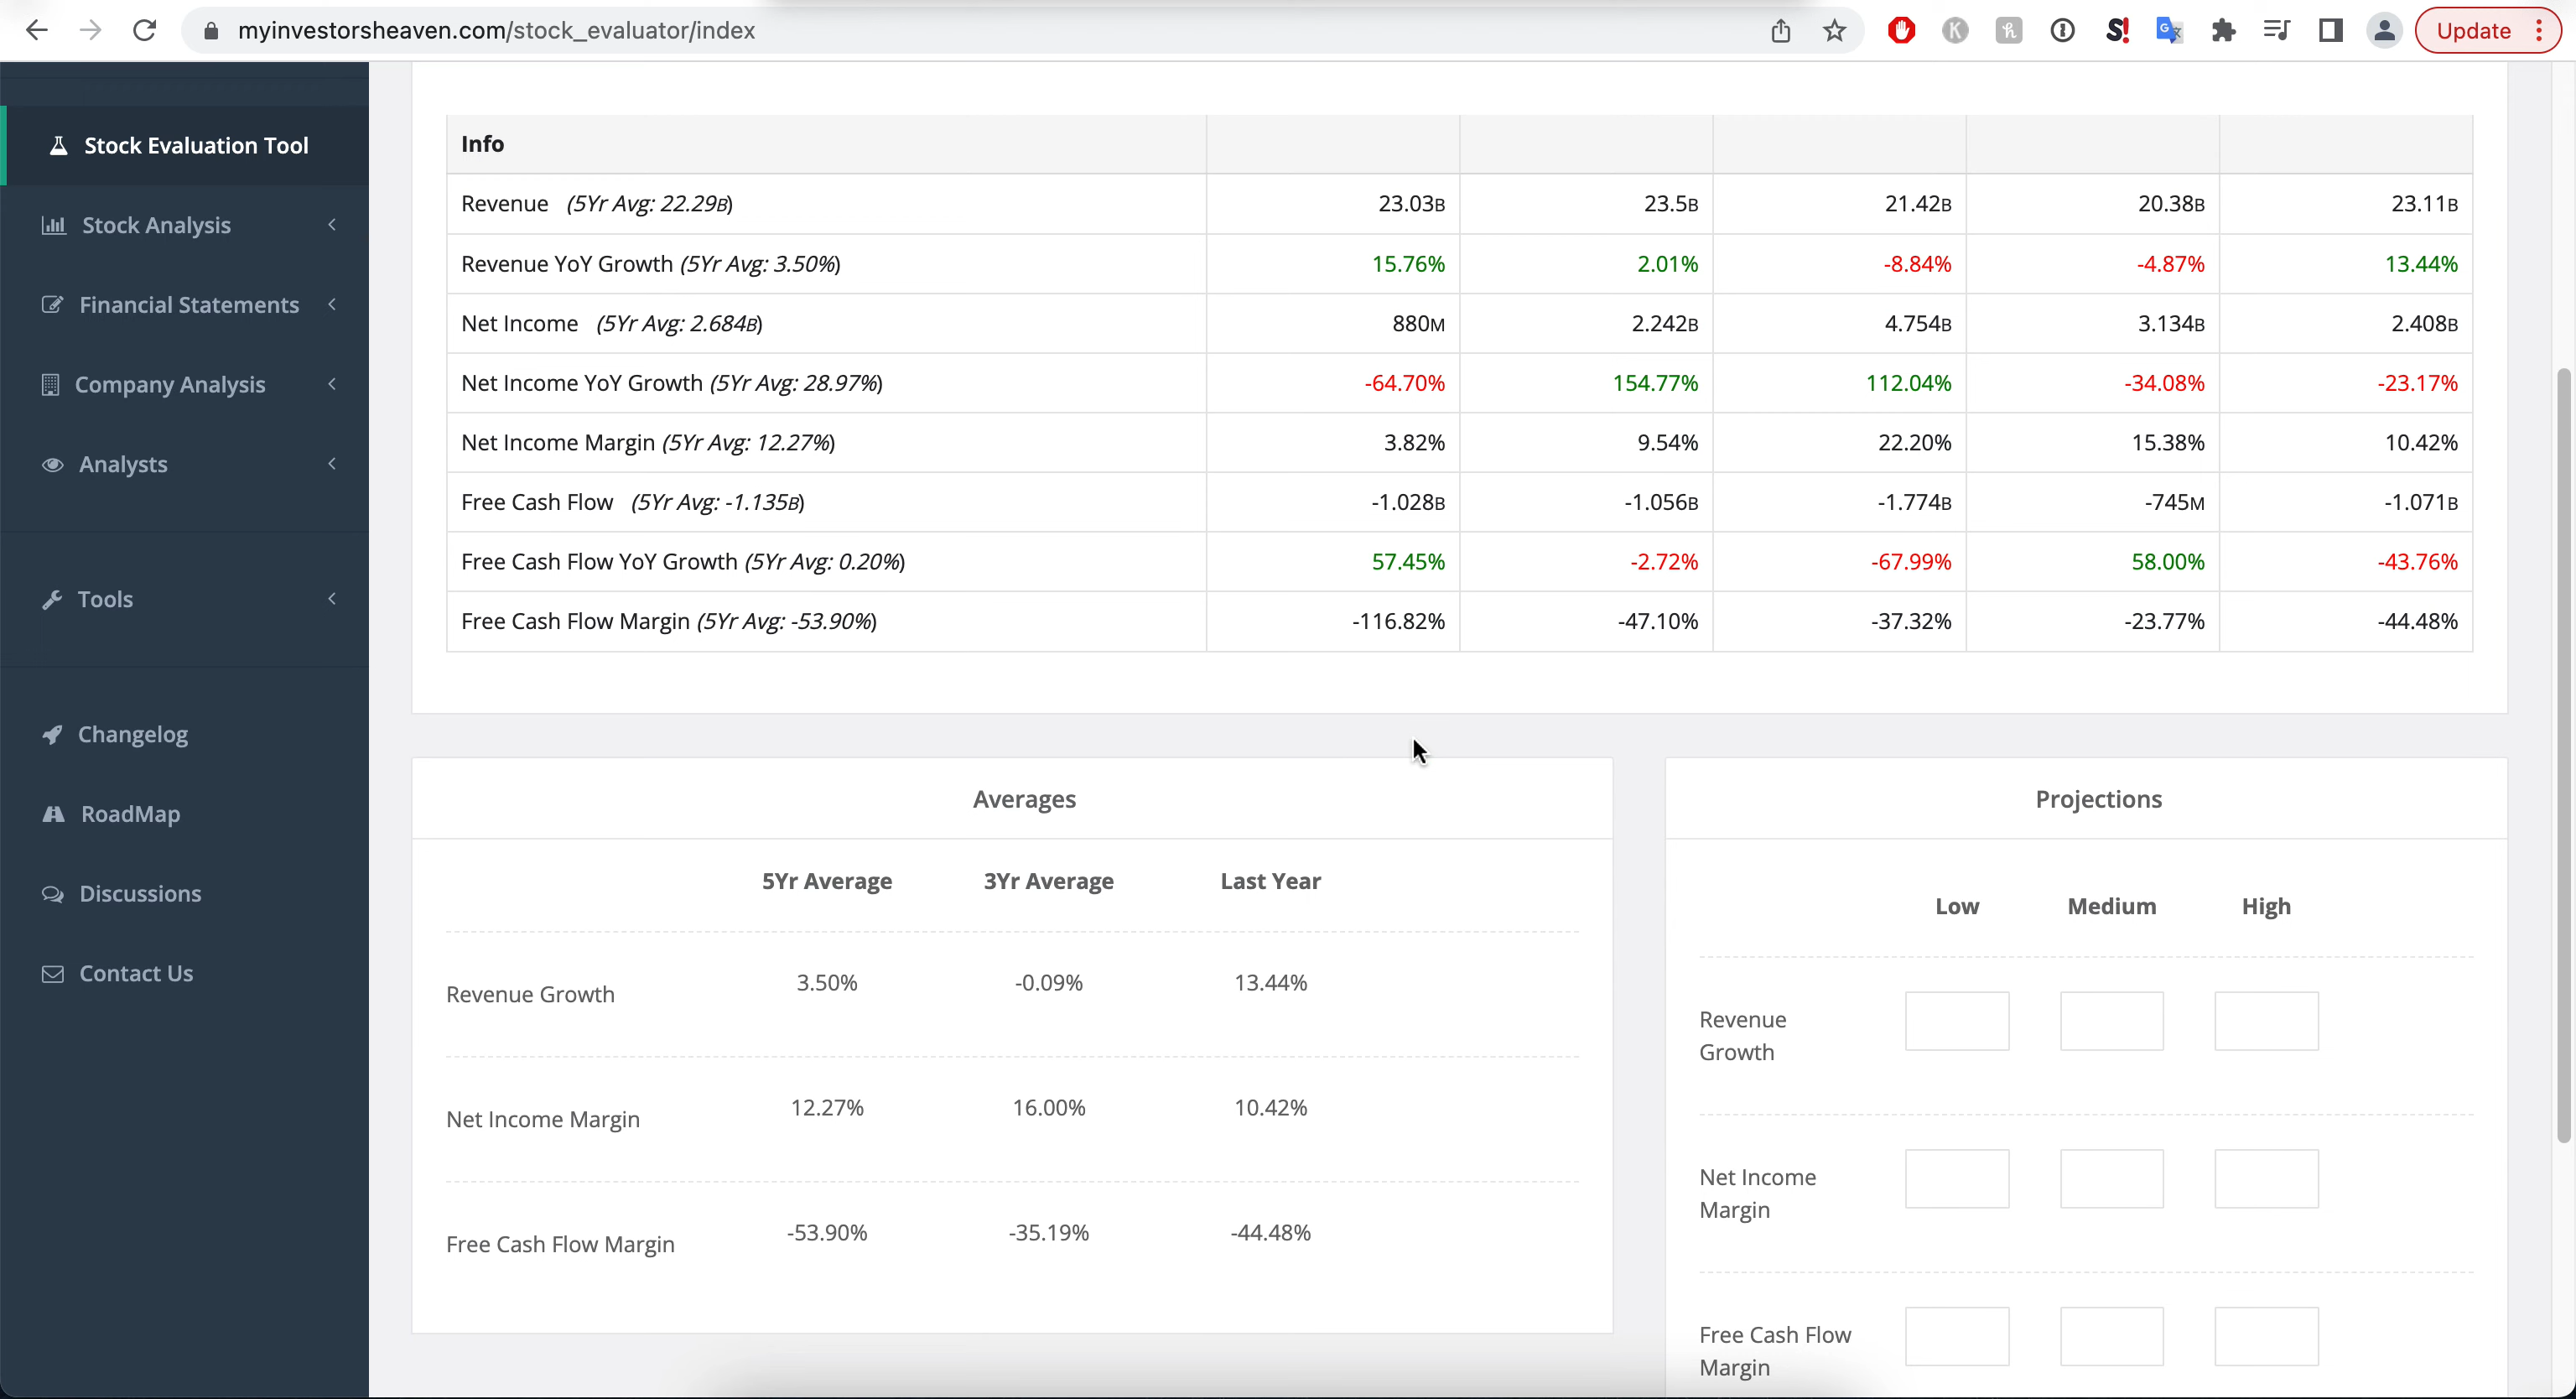 myinvestorsheaven.com/stock_evaluator/index
Update
Stock Evaluation Tool
Stock Analysis
Financial Statements
Company Analysis
Analysts
Tools
Changelog
RoadMap
Discussions
Contact Us
Info
Revenue (5Yr Avg: 22.29B) 23.03B 23.5B 21.42B 20.38B 23.11B
Revenue YoY Growth (5Yr Avg: 3.50%) 15.76% 2.01% -8.84% -4.87% 13.44%
Net Income (5Yr Avg: 2.684B) 880M 2.242B 4.754B 3.134B 2.408B
Net Income YoY Growth (5Yr Avg: 28.97%) -64.70% 154.77% 112.04% -34.08% -23.17%
Net Income Margin (5Yr Avg: 12.27%) 3.82% 9.54% 22.20% 15.38% 10.42%
Free Cash Flow (5Yr Avg: -1.135B) -1.028B -1.056B -1.774B -745M -1.071B
Free Cash Flow YoY Growth (5Yr Avg: 0.20%) 57.45% -2.72% -67.99% 58.00% -43.76%
Free Cash Flow Margin (5Yr Avg: -53.90%) -116.82% -47.10% -37.32% -23.77% -44.48%
Averages
5Yr Average 3Yr Average Last Year
Revenue Growth 3.50% -0.09% 13.44%
Net Income Margin 12.27% 16.00% 10.42%
Free Cash Flow Margin -53.90% -35.19% -44.48%
Projections
Low Medium High
Revenue
Growth
Net Income
Margin
Free Cash Flow
Margin